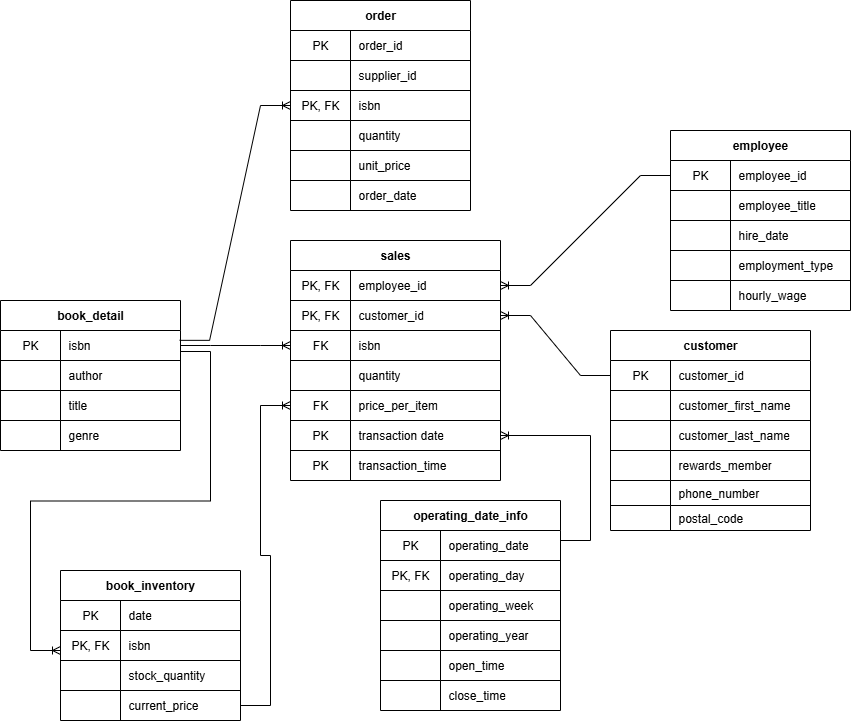 order
PK order_id
supplier_id
PK, FK isbn
quantity
unit_price
order_date
employee
PK employee_id
employee_title
hire_date
employment_type
hourly_wage
sales
PK, FK employee_id
PK, FK customer_id
FK isbn
quantity
FK price_per_item
PK transaction date
PK transaction_time
book_detail
PK isbn
author
title
genre
customer
PK customer_id
customer_first_name
customer_last_name
rewards_member
phone_number
postal_code
operating_date_info
PK operating_date
PK, FK operating_day
operating_week
operating_year
open_time
close_time
book_inventory
PK date
PK, FK isbn
stock_quantity
current_price